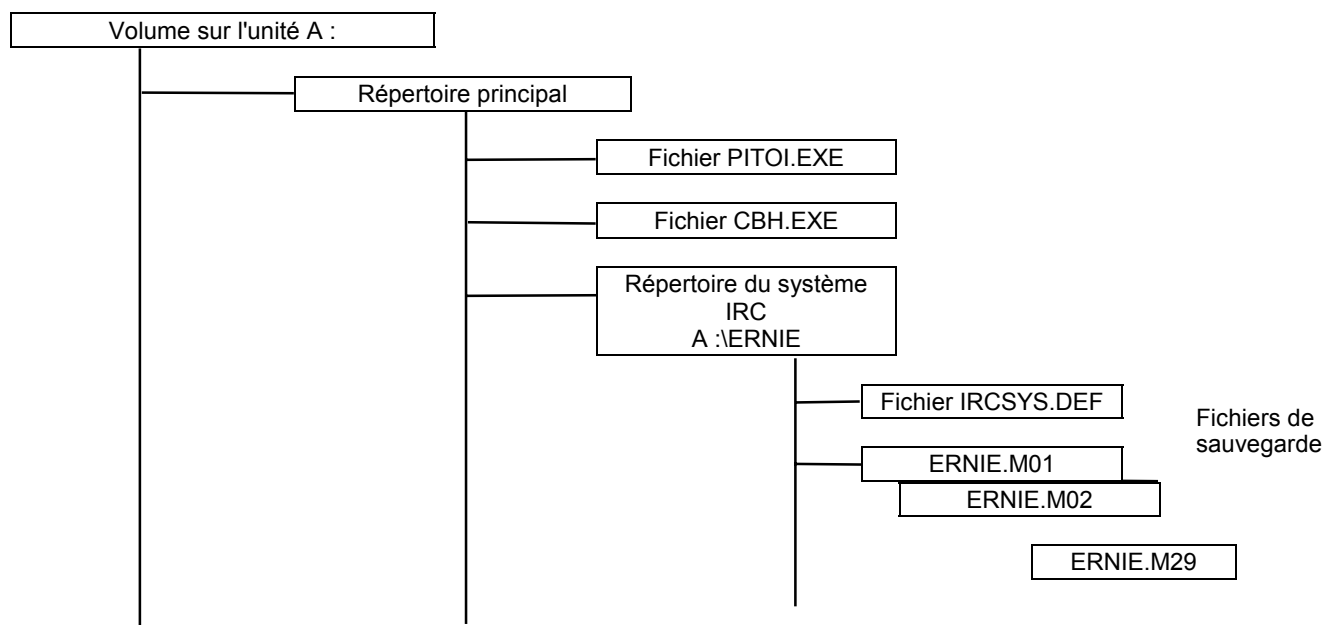 Volume sur l'unité A :
Répertoire principal
Fichier PITOI.EXE
Fichier CBH.EXE
Répertoire du système
IRC
A :\ERNIE
Fichier IRCSYS.DEF
Fichiers de
sauvegarde
ERNIE.M01
ERNIE.M02
ERNIE.M29